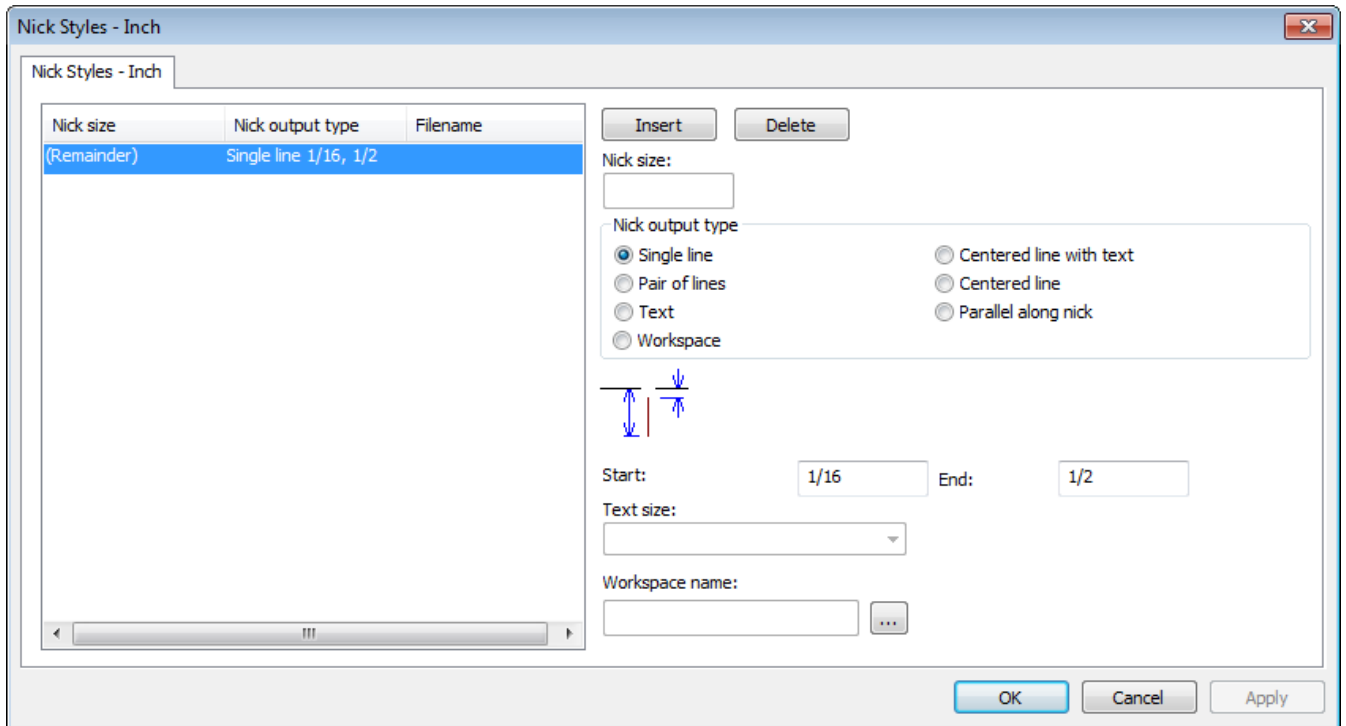 Nick Styles - Inch
Nick Styles - Inch
Nick size Nick output type Filename
(Remainder) Single line 1/16, 1/2
Insert Delete
Nick size:
Nick output type
Single line Centered line with text
Pair of lines Centered line
Text Parallel along nick
Workspace
Start: 1/16 End: 1/2
Text size:
Workspace name:
...
OK Cancel Apply